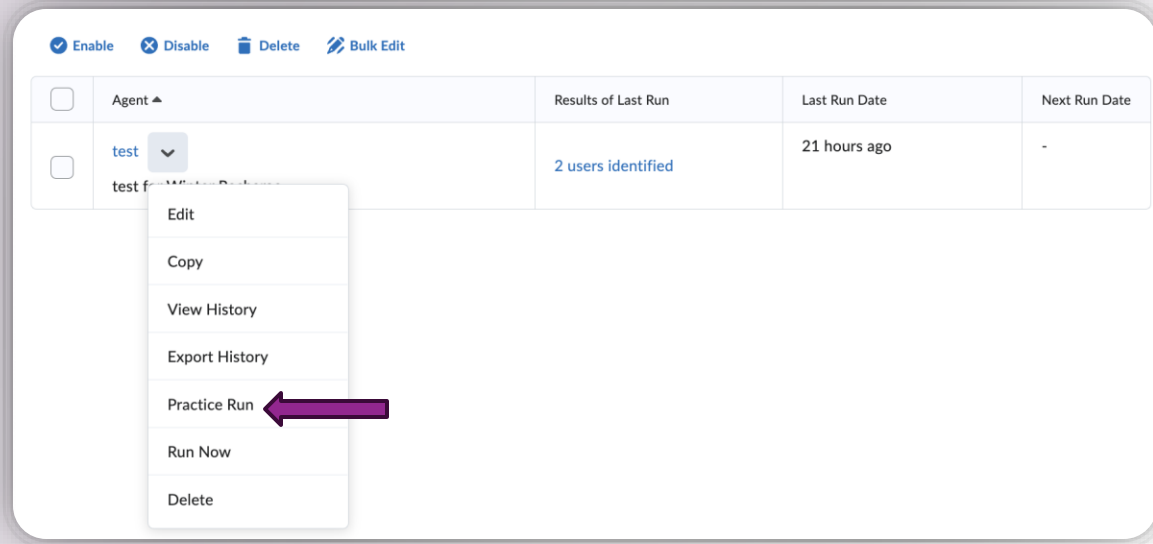 Enable Disable Delete Bulk Edit
Agent Results of Last Run Last Run Date Next Run Date
test 2 users identified 21 hours ago -
test
Edit
Copy
View History
Export History
Practice Run
Run Now
Delete